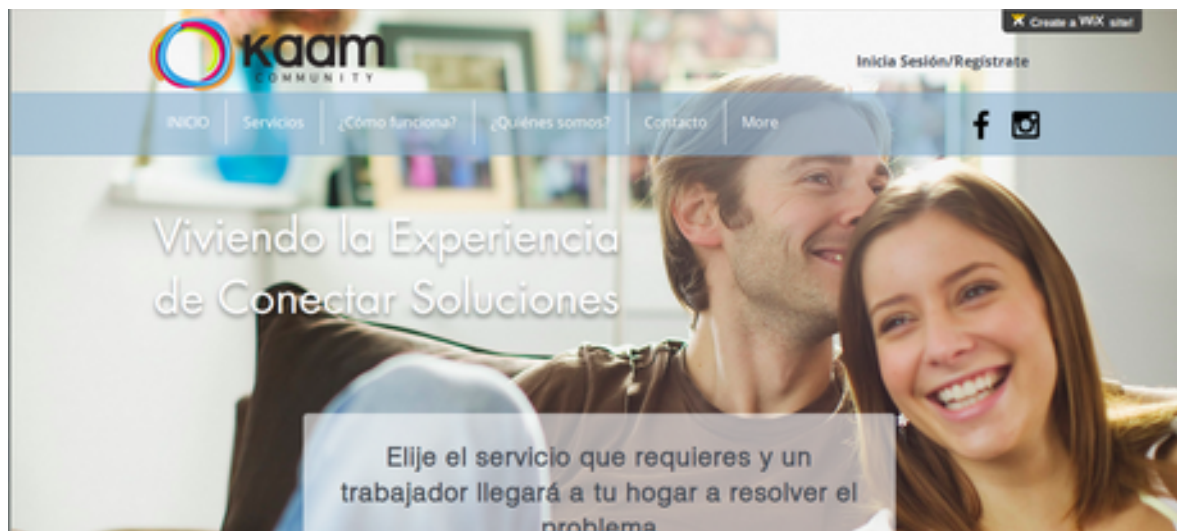 Create a WiX site!
kaam
COMMUNITY
Inicia Sesión/Regístrate
INICIO
Servicios
¿Cómo funciona?
¿Quiénes somos?
Contacto
More
Viviendo la Experiencia
de Conectar Soluciones
Elije el servicio que requieres y un
trabajador llegará a tu hogar a resolver el
problema